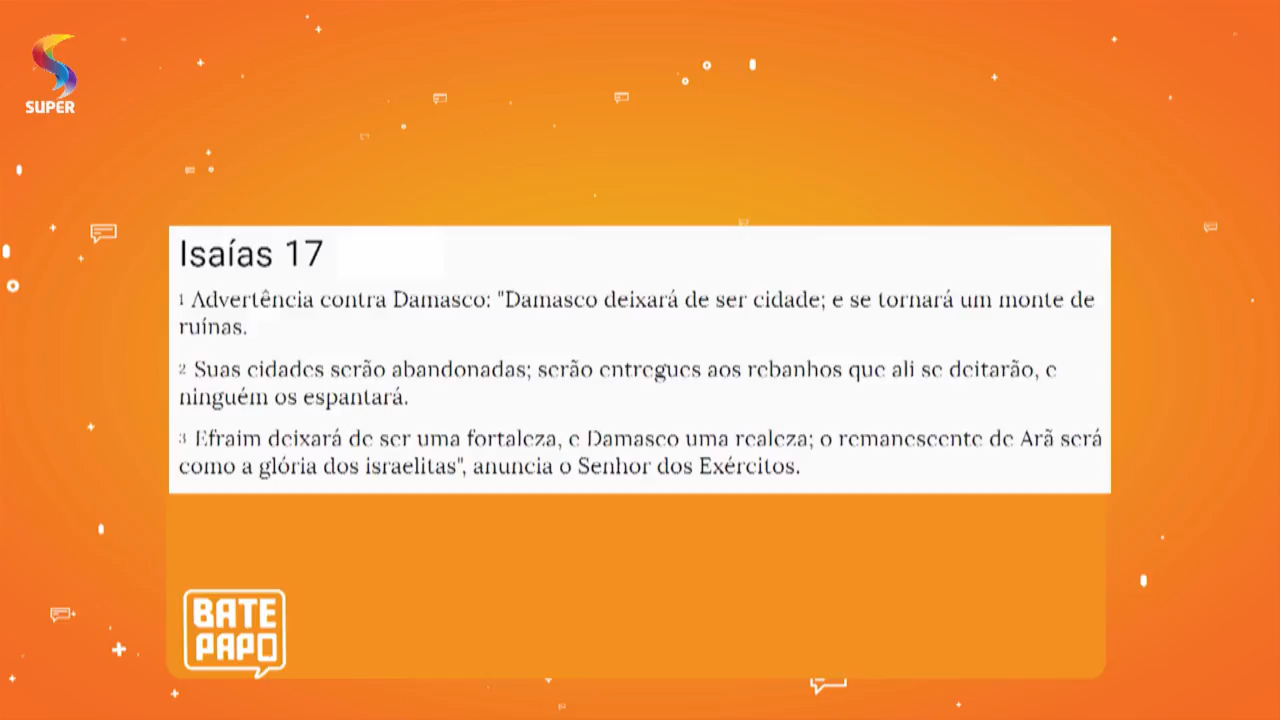 SUPER
Isaías 17
1 Advertência contra Damasco: "Damasco deixará de ser cidade; e se tornará um monte de
ruínas.
2 Suas cidades serão abandonadas; serão entregues aos rebanhos que ali se deitarão, e
ninguém os espantará.
3 Efraim deixará de ser uma fortaleza, e Damasco uma realeza; o remanescente de Arã será
como a glória dos israelitas", anuncia o Senhor dos Exércitos.
BATE
PAPO